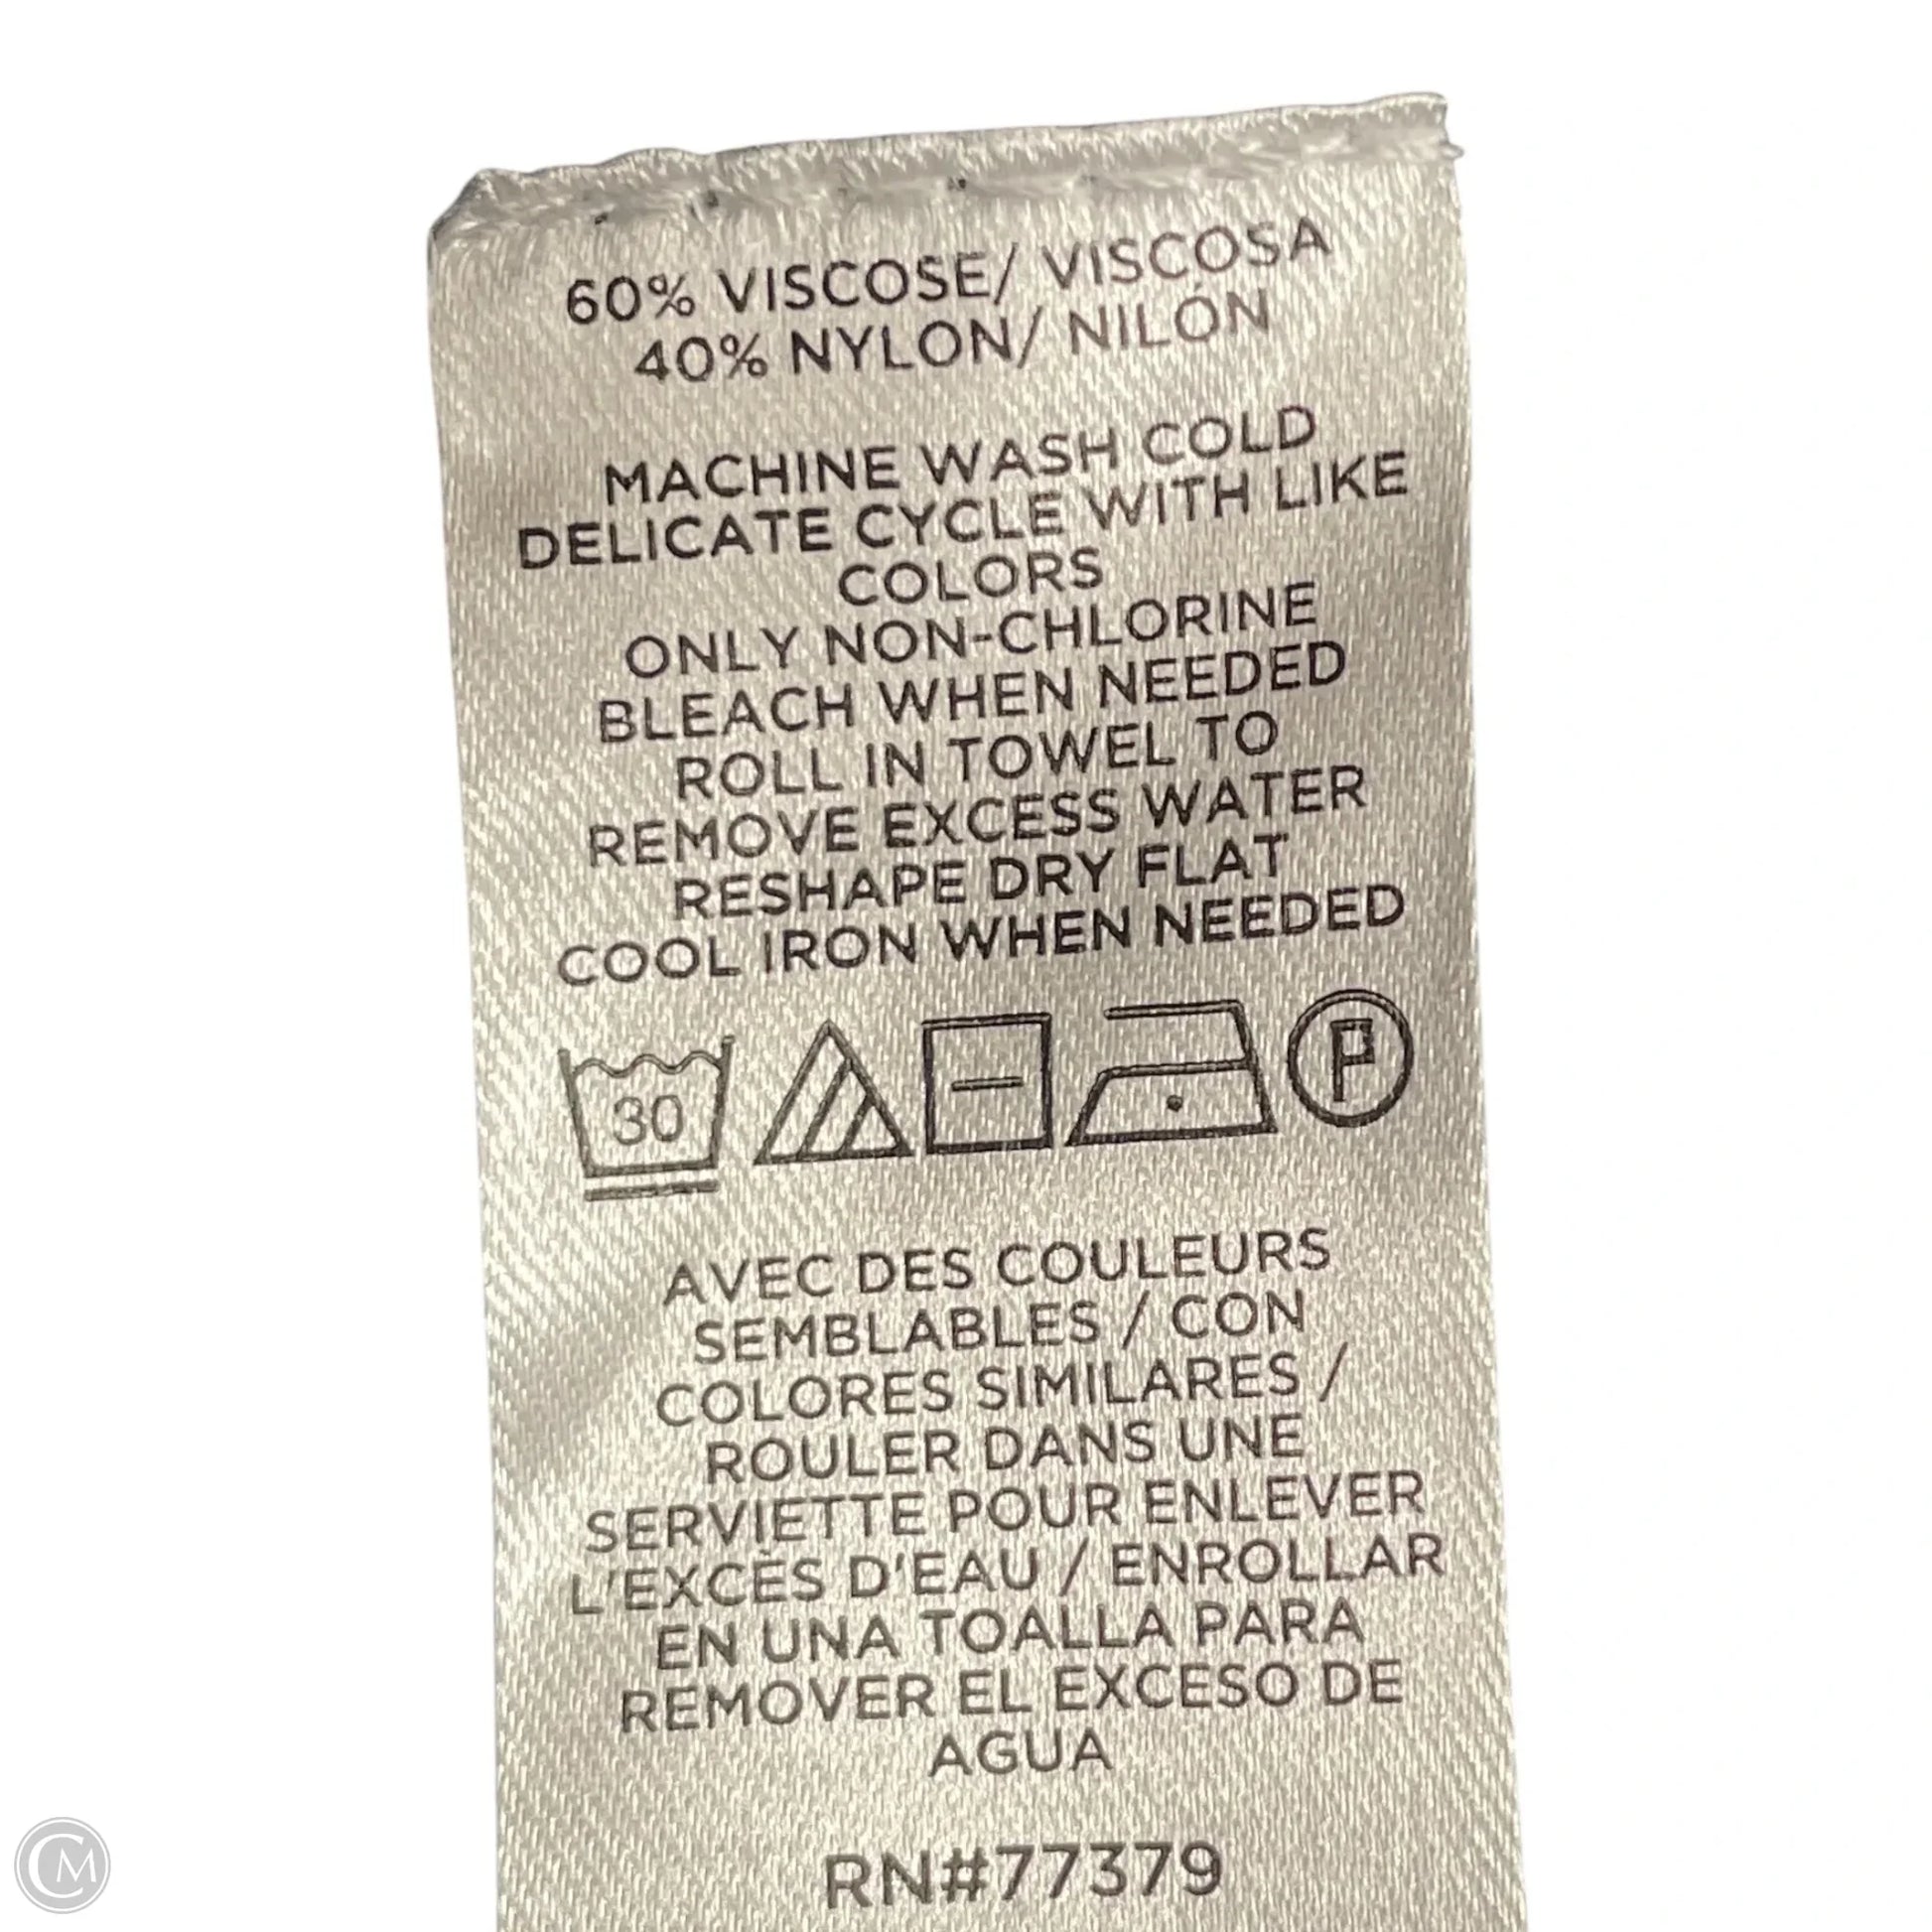 60% VISCOSE/ VISCOSA
40% NYLON/ NILÓN
MACHINE WASH COLD
DELICATE CYCLE WITH LIKE
COLORS
ONLY NON-CHLORINE
BLEACH WHEN NEEDED
ROLL IN TOWEL TO
REMOVE EXCESS WATER
RESHAPE DRY FLAT
COOL IRON WHEN NEEDED
30 P
AVEC DES COULEURS
SEMBLABLES / CON
COLORES SIMILARES /
ROULER DANS UNE
SERVIETTE POUR ENLEVER
L'EXCÈS D'EAU / ENROLLAR
EN UNA TOALLA PARA
REMOVER EL EXCESO DE
AGUA
RN#77379
CM